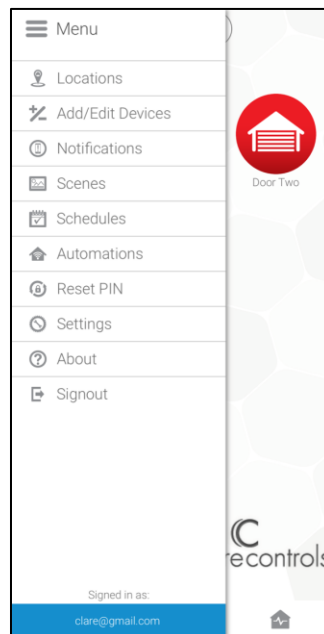 Menu
Locations
Add/Edit Devices
Notifications
Scenes
Schedules
Automations
Reset PIN
Settings
About
Signout
Door Two
recontrols
Signed in as:
clare@gmail.com